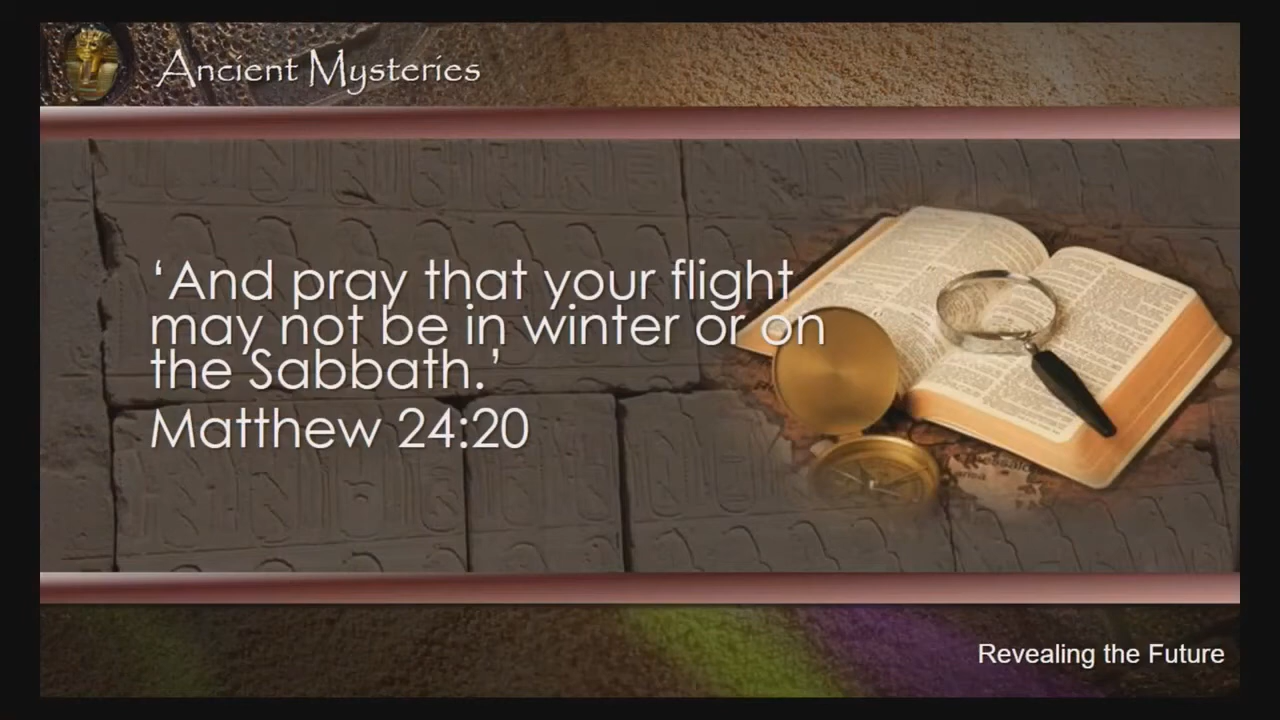 Ancient Mysteries
‘And pray that your flight
may not be in winter or on
the Sabbath.’
Matthew 24:20
Revealing the Future